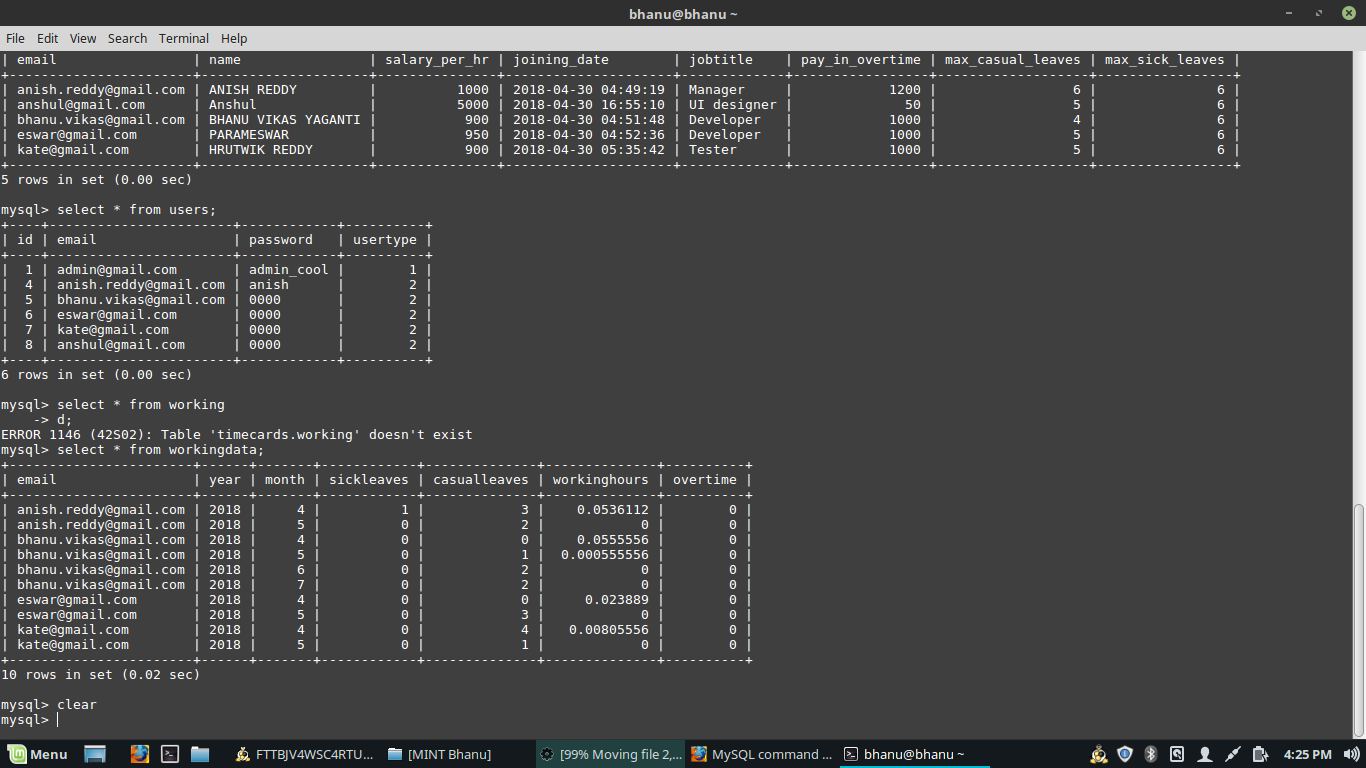 bhanu@bhanu ~
File Edit View Search Terminal Help
| email                | name                | salary_per_hr | joining_date        | jobtitle    | pay_in_overtime | max_casual_leaves | max_sick_leaves |
+----------------------+---------------------+---------------+---------------------+-------------+-----------------+-------------------+-----------------+
| anish.reddy@gmail.com | ANISH REDDY         |          1000 | 2018-04-30 04:49:19 | Manager     |            1200 |                 6 |               6 |
| anshul@gmail.com      | Anshul              |          5000 | 2018-04-30 16:55:10 | UI designer |              50 |                 5 |               6 |
| bhanu.vikas@gmail.com | BHANU VIKAS YAGANTI |           900 | 2018-04-30 04:51:48 | Developer   |            1000 |                 4 |               6 |
| eswar@gmail.com       | PARAMESWAR          |           950 | 2018-04-30 04:52:36 | Developer   |            1000 |                 5 |               6 |
| kate@gmail.com        | HRUTWIK REDDY       |           900 | 2018-04-30 05:35:42 | Tester      |            1000 |                 5 |               6 |
+-----------------------+---------------------+---------------+---------------------+-------------+-----------------+-------------------+-----------------+
5 rows in set (0.00 sec)
mysql> select * from users;
+----+-----------------------+------------+----------+
| id | email                 | password   | usertype |
+----+-----------------------+------------+----------+
|  1 | admin@gmail.com       | admin_cool |        1 |
|  4 | anish.reddy@gmail.com | anish      |        2 |
|  5 | bhanu.vikas@gmail.com | 0000       |        2 |
|  6 | eswar@gmail.com       | 0000       |        2 |
|  7 | kate@gmail.com        | 0000       |        2 |
|  8 | anshul@gmail.com      | 0000       |        2 |
+----+-----------------------+------------+----------+
6 rows in set (0.00 sec)
mysql> select * from working
    -> d;
ERROR 1146 (42S02): Table 'timecards.working' doesn't exist
mysql> select * from workingdata;
+-----------------------+------+-------+------------+--------------+--------------+----------+
| email                 | year | month | sickleaves | casualleaves | workinghours | overtime |
+-----------------------+------+-------+------------+--------------+--------------+----------+
| anish.reddy@gmail.com | 2018 |     4 |          1 |            3 |    0.0536112 |        0 |
| anish.reddy@gmail.com | 2018 |     5 |          0 |            2 |            0 |        0 |
| bhanu.vikas@gmail.com | 2018 |     4 |          0 |            0 |    0.0555556 |        0 |
| bhanu.vikas@gmail.com | 2018 |     5 |          0 |            1 |  0.000555556 |        0 |
| bhanu.vikas@gmail.com | 2018 |     6 |          0 |            2 |            0 |        0 |
| bhanu.vikas@gmail.com | 2018 |     7 |          0 |            2 |            0 |        0 |
| eswar@gmail.com       | 2018 |     4 |          0 |            0 |     0.023889 |        0 |
| eswar@gmail.com       | 2018 |     5 |          0 |            3 |            0 |        0 |
| kate@gmail.com        | 2018 |     4 |          0 |            4 |   0.00805556 |        0 |
| kate@gmail.com        | 2018 |     5 |          0 |            1 |            0 |        0 |
+-----------------------+------+-------+------------+--------------+--------------+----------+
10 rows in set (0.02 sec)
mysql> clear
mysql>
Menu FTTBJV4WSC4RTU... [MINT Bhanu] [99% Moving file 2,... MySQL command ... bhanu@bhanu ~ 4:25 PM